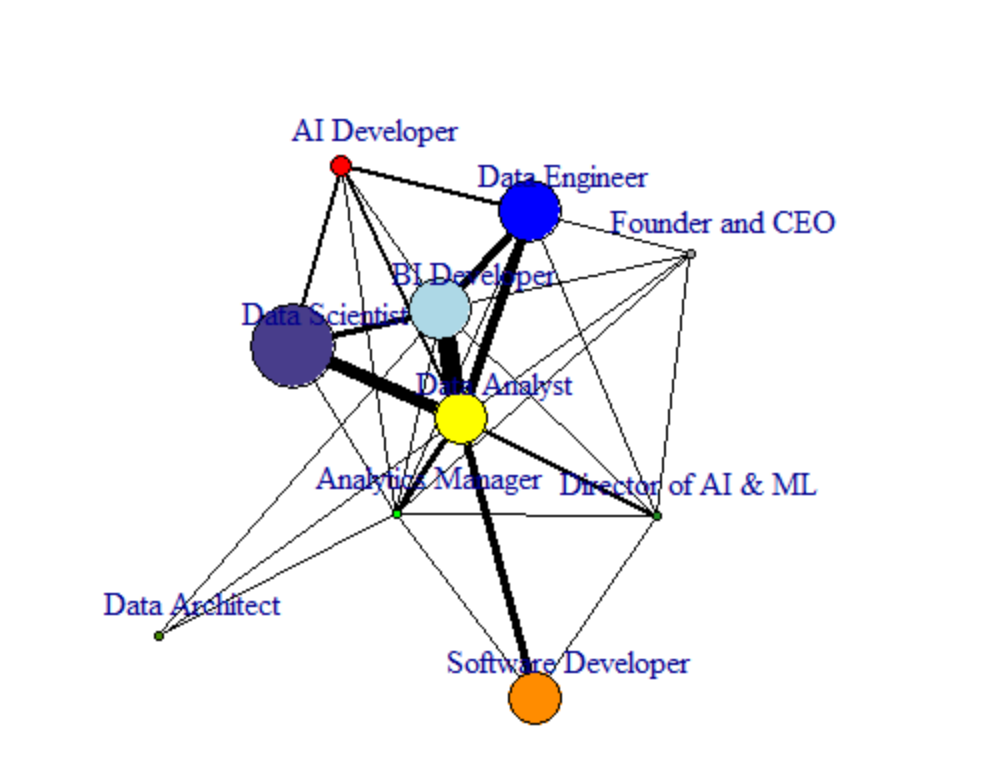 AI Developer
Data Engineer
Founder and CEO
BI Developer
Data Scientist
Data Analyst
Analytics Manager
Director of AI & ML
Data Architect
Software Developer